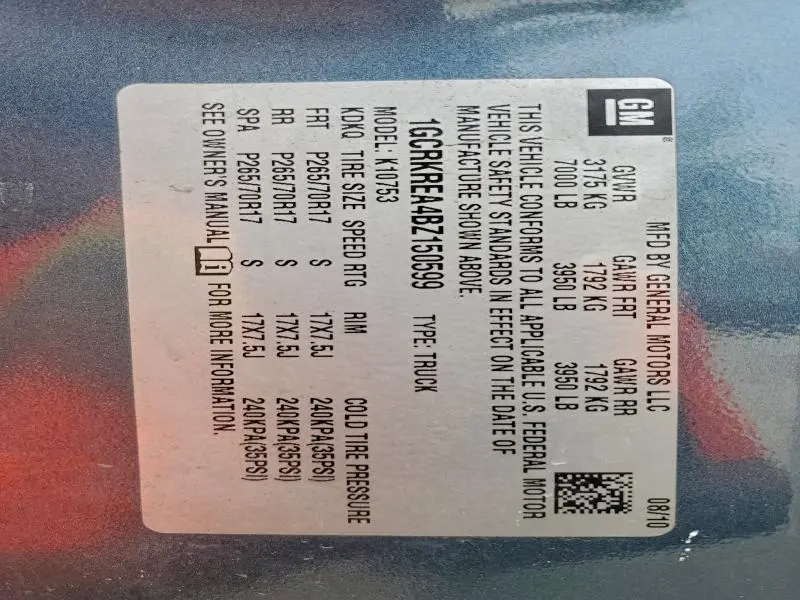 GM
MFD BY GENERAL MOTORS LLC 08/10
GVWR GAWR FRT GAWR RR
3175 KG 1792 KG 1792 KG
7000 LB 3950 LB 3950 LB
THIS VEHICLE CONFORMS TO ALL APPLICABLE U.S. FEDERAL MOTOR
VEHICLE SAFETY STANDARDS IN EFFECT ON THE DATE OF
MANUFACTURE SHOWN ABOVE.
1GCRKREA4BZ150599 TYPE: TRUCK
MODEL: K10753
KDKQ TIRE SIZE SPEED RTG RIM COLD TIRE PRESSURE
FRT P265/70R17 S 17X7.5J 240KPA(35PSI)
RR P265/70R17 S 17X7.5J 240KPA(35PSI)
SPA P265/70R17 S 17X7.5J 240KPA(35PSI)
SEE OWNER'S MANUAL FOR MORE INFORMATION.